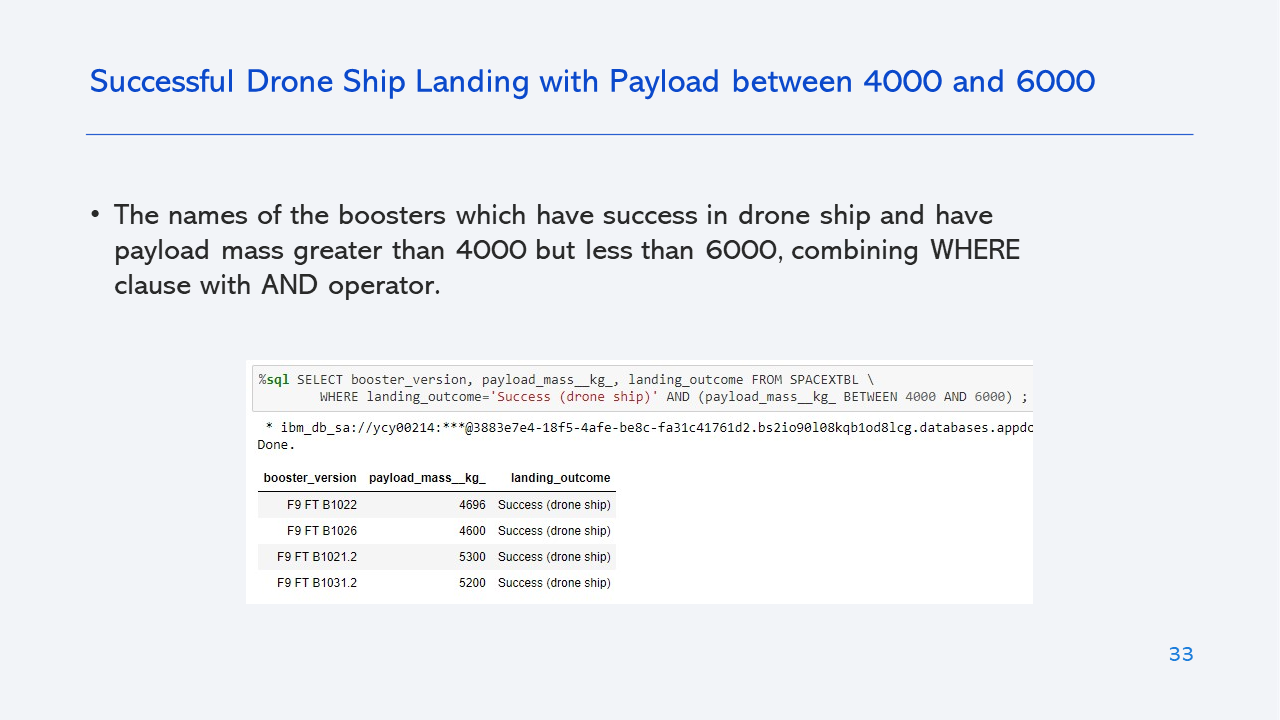 Successful Drone Ship Landing with Payload between 4000 and 6000
• The names of the boosters which have success in drone ship and have
payload mass greater than 4000 but less than 6000, combining WHERE
clause with AND operator.
%sql SELECT booster_version, payload_mass__kg_, landing_outcome FROM SPACEXTBL \
WHERE landing_outcome='Success (drone ship)' AND (payload_mass__kg_ BETWEEN 4000 AND 6000) ;
* ibm_db_sa://ycy00214:***@3883e7e4-18f5-4afe-be8c-fa31c41761d2.bs2io90l08kqb1od8lcg.databases.appdo
Done.
booster_version payload_mass__kg_ landing_outcome
F9 FT B1022 4696 Success (drone ship)
F9 FT B1026 4600 Success (drone ship)
F9 FT B1021.2 5300 Success (drone ship)
F9 FT B1031.2 5200 Success (drone ship)
33